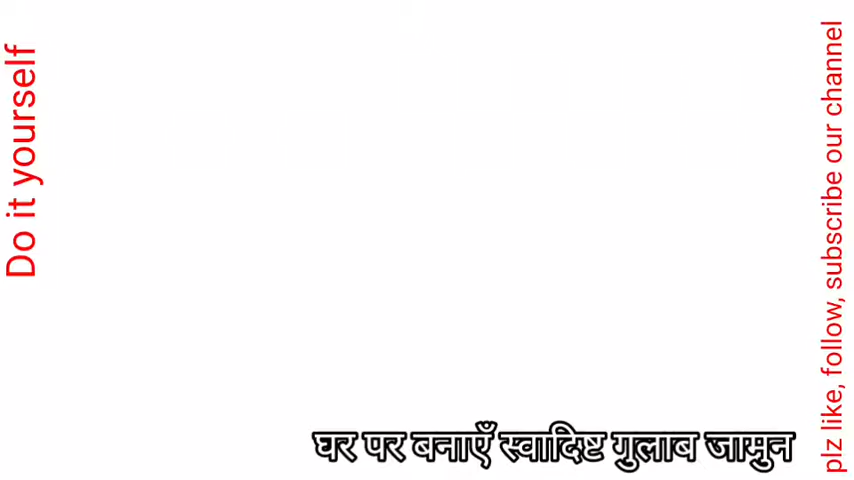 Do it yourself
plz like, follow, subscribe our channel
घर पर बनाएँ स्वादिष्ट गुलाब जामुन